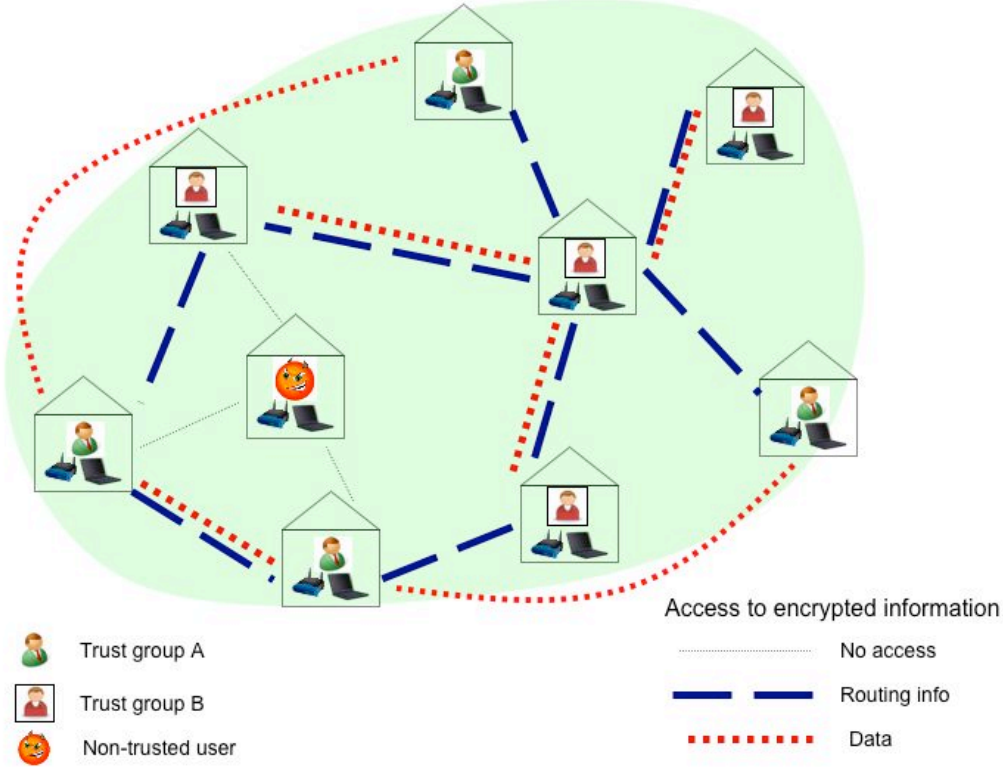 Access to encrypted information
Trust group A
No access
Trust group B
Routing info
Non-trusted user
Data